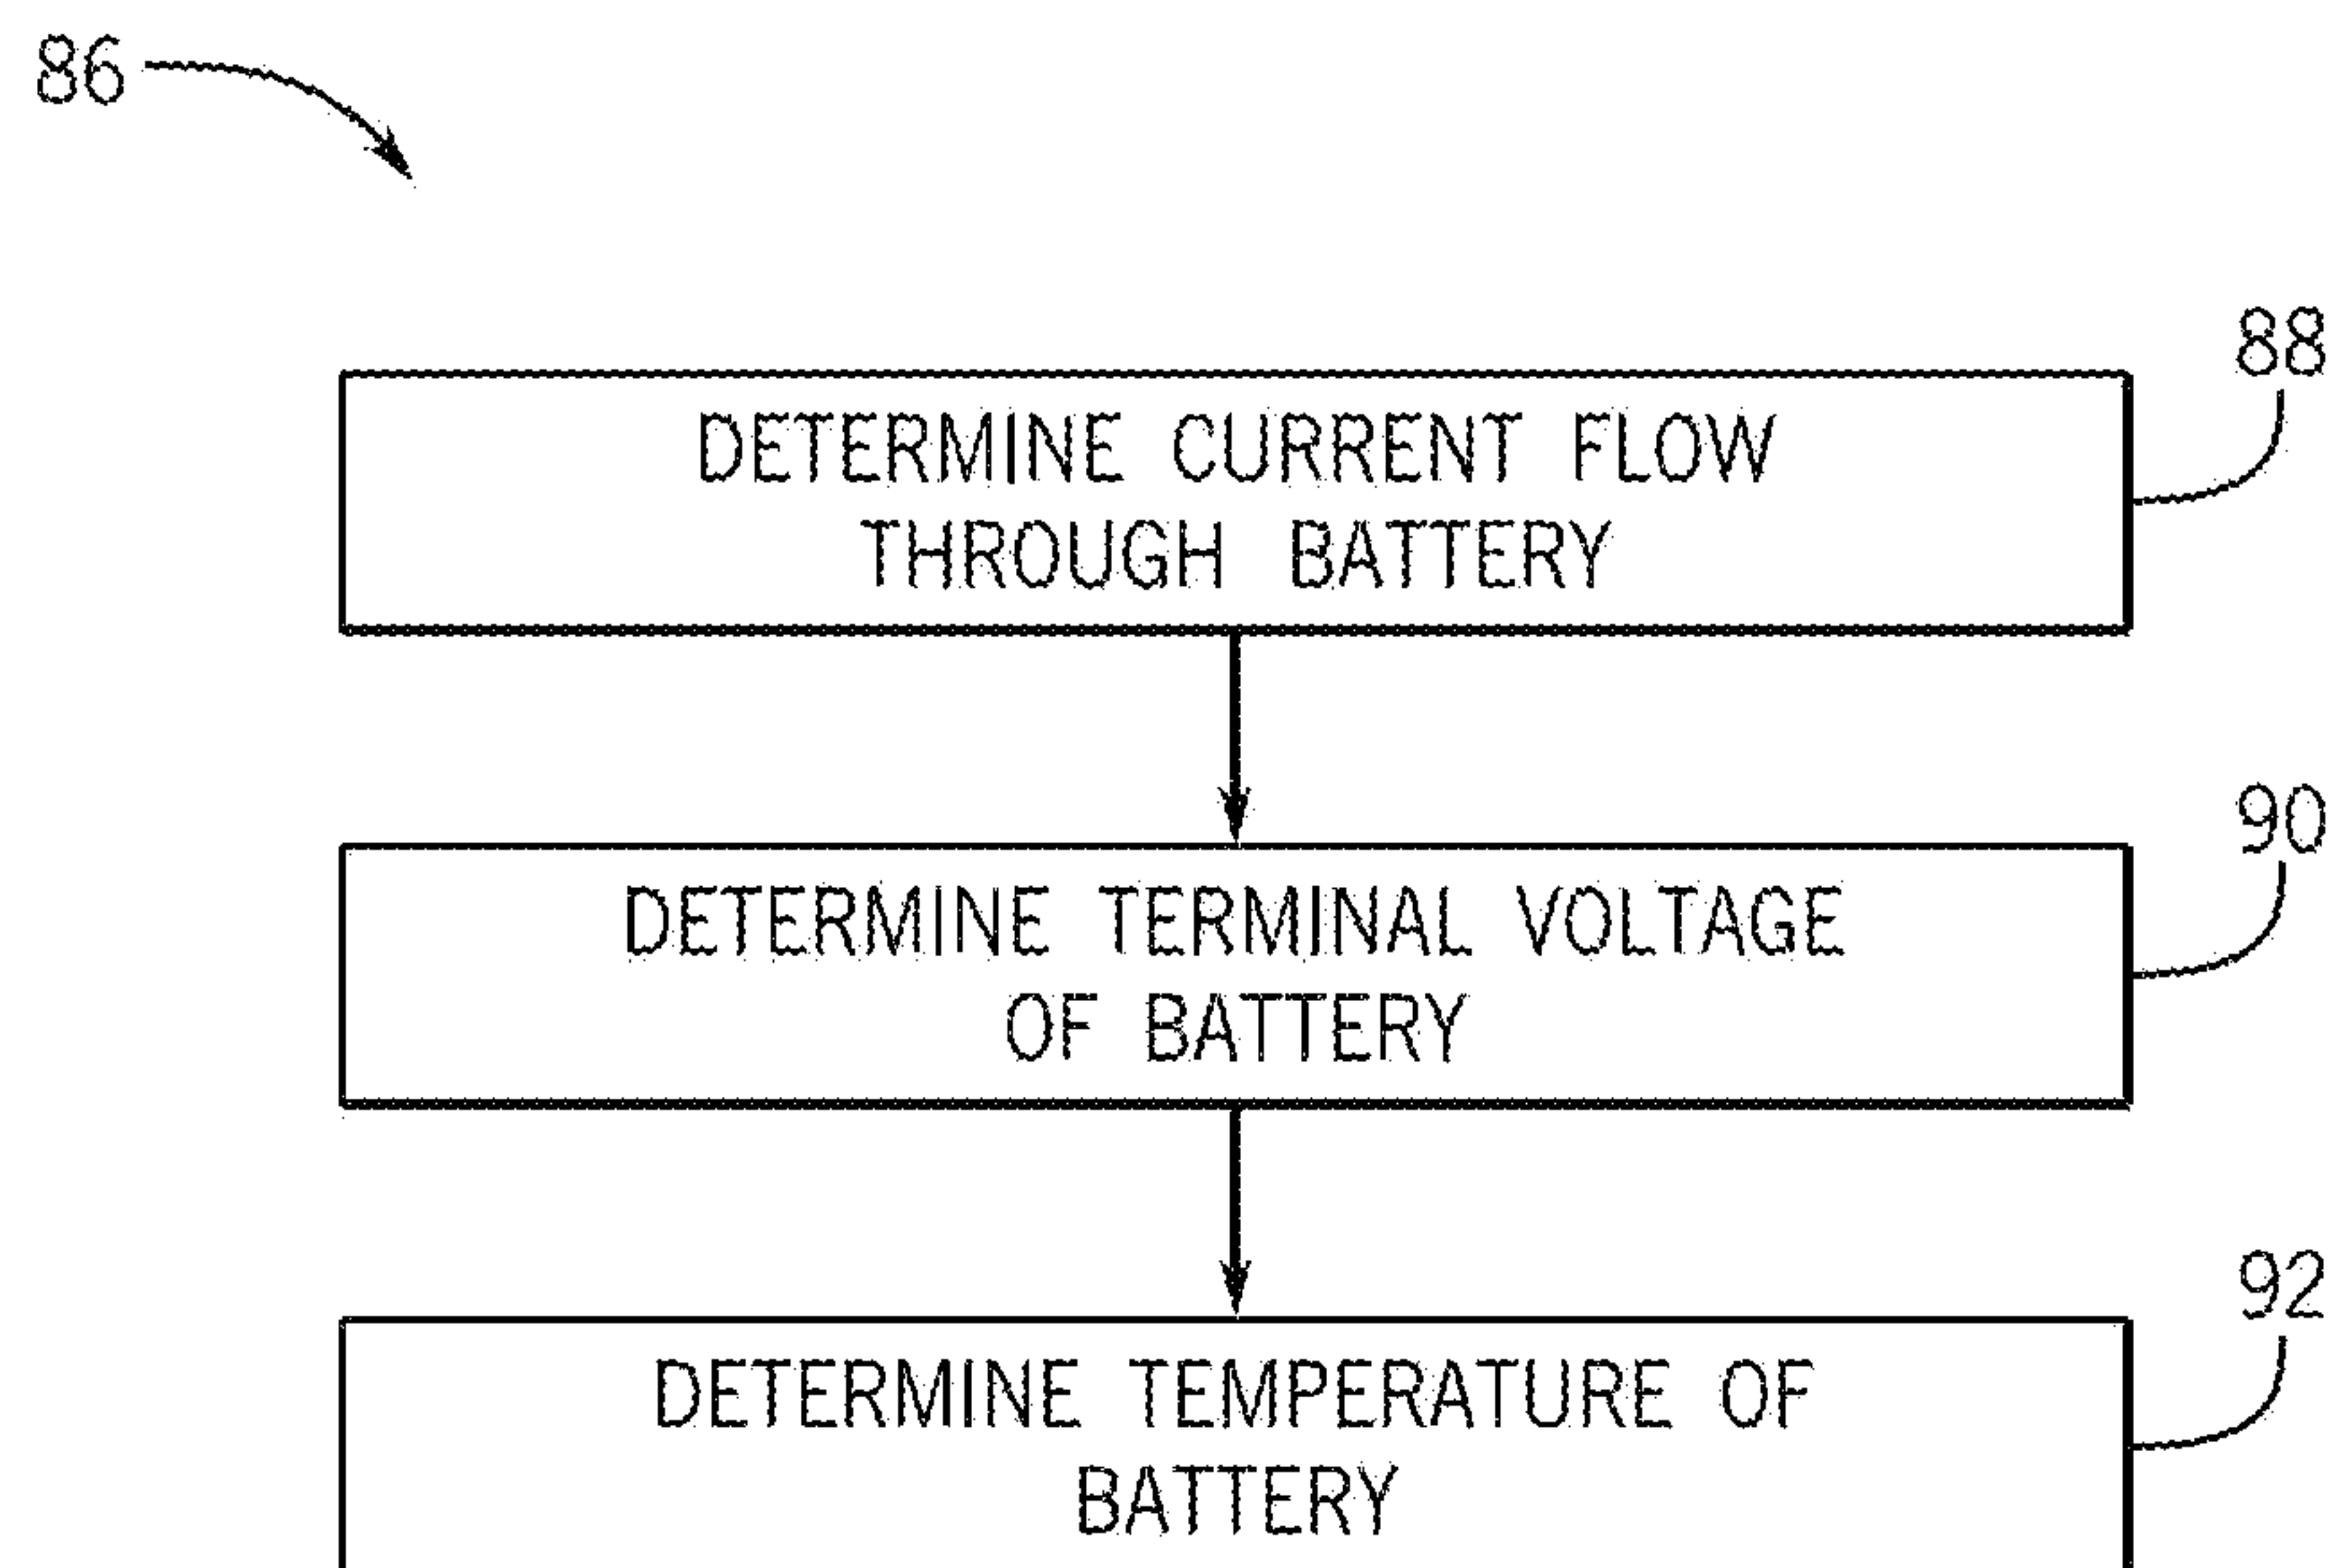 86
88
DETERMINE CURRENT FLOW
THROUGH BATTERY
90
DETERMINE TERMINAL VOLTAGE
OF BATTERY
92
DETERMINE TEMPERATURE OF
BATTERY